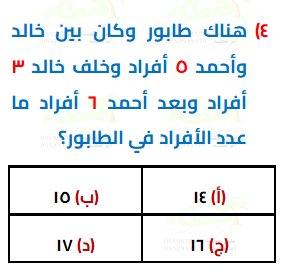 ٤) هناك طابور وكان بين خالد
وأحمد ٥ أفراد وخلف خالد ٣
أفراد وبعد أحمد ٦ أفراد ما
عدد الأفراد في الطابور؟
(أ) ١٤ (ب) ١٥
(ج) ١٦ (د) ١٧